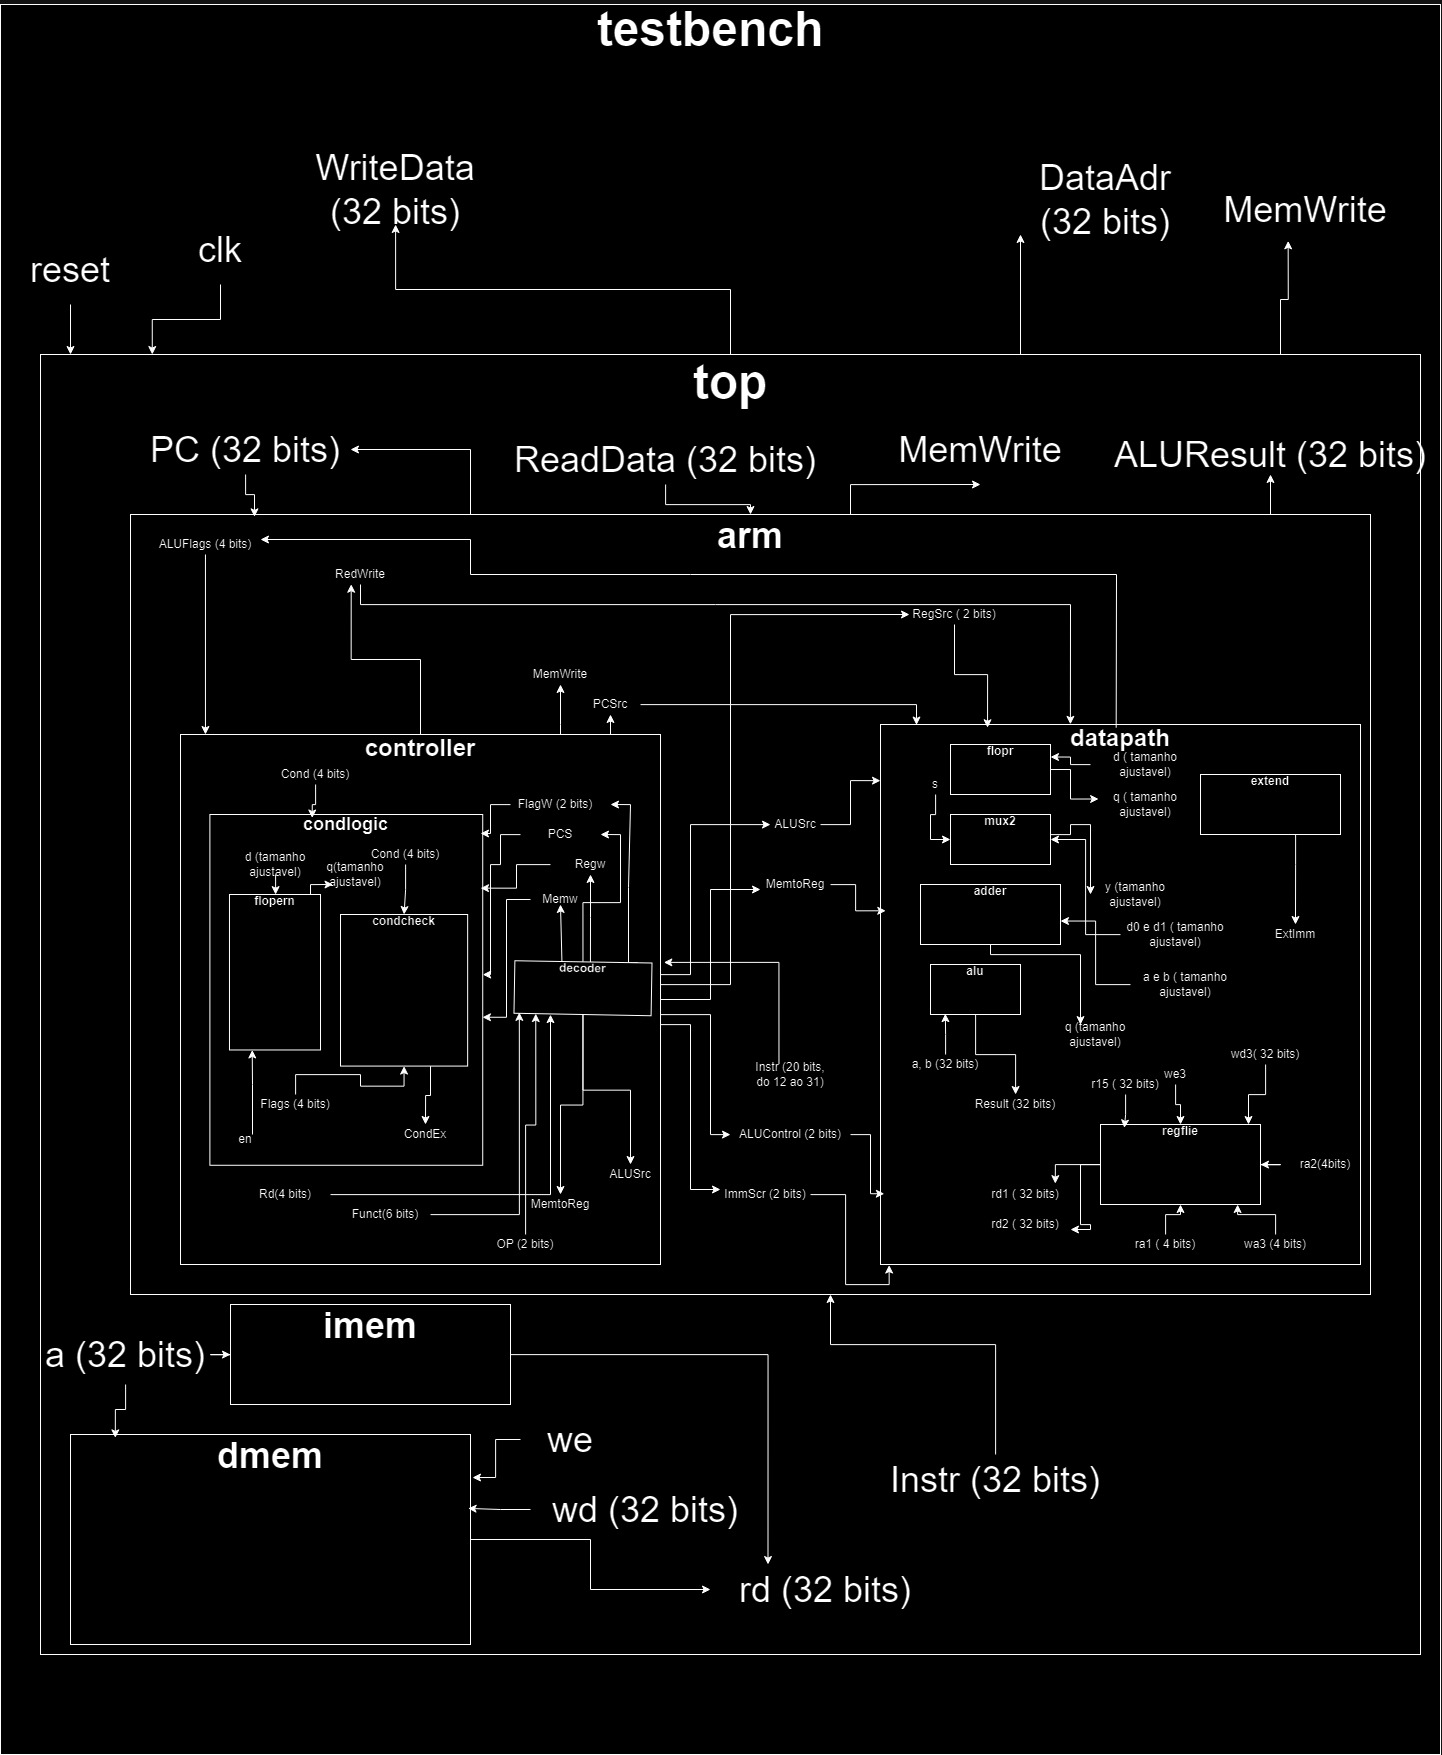 testbench
WriteData
(32 bits)
DataAdr
(32 bits)
MemWrite
clk
reset
top
PC (32 bits)
ReadData (32 bits)
MemWrite
ALUResult (32 bits)
arm
ALUFlags (4 bits)
RedWrite
RegSrc ( 2 bits)
MemWrite
PCSrc
controller
Cond (4 bits)
condlogic
FlagW (2 bits)
PCS
Regw
Memw
d (tamanho
ajustavel)
q(tamanho
ajustavel)
Cond (4 bits)
flopern
condcheck
decoder
Flags (4 bits)
en
CondEx
Rd(4 bits)
Funct(6 bits)
OP (2 bits)
MemtoReg
ALUSrc
ALUSrc
MemtoReg
Instr (20 bits,
do 12 ao 31)
ALUControl (2 bits)
ImmScr (2 bits)
datapath
flopr
d ( tamanho
ajustavel)
q ( tamanho
ajustavel)
extend
s
mux2
adder
y (tamanho
ajustavel)
d0 e d1 ( tamanho
ajustavel)
ExtImm
alu
a e b ( tamanho
ajustavel)
q (tamanho
ajustavel)
a, b (32 bits)
Result (32 bits)
wd3( 32 bits)
we3
r15 ( 32 bits)
regflie
ra2(4bits)
rd1 ( 32 bits)
rd2 ( 32 bits)
ra1 ( 4 bits)
wa3 (4 bits)
imem
a (32 bits)
dmem
we
wd (32 bits)
Instr (32 bits)
rd (32 bits)